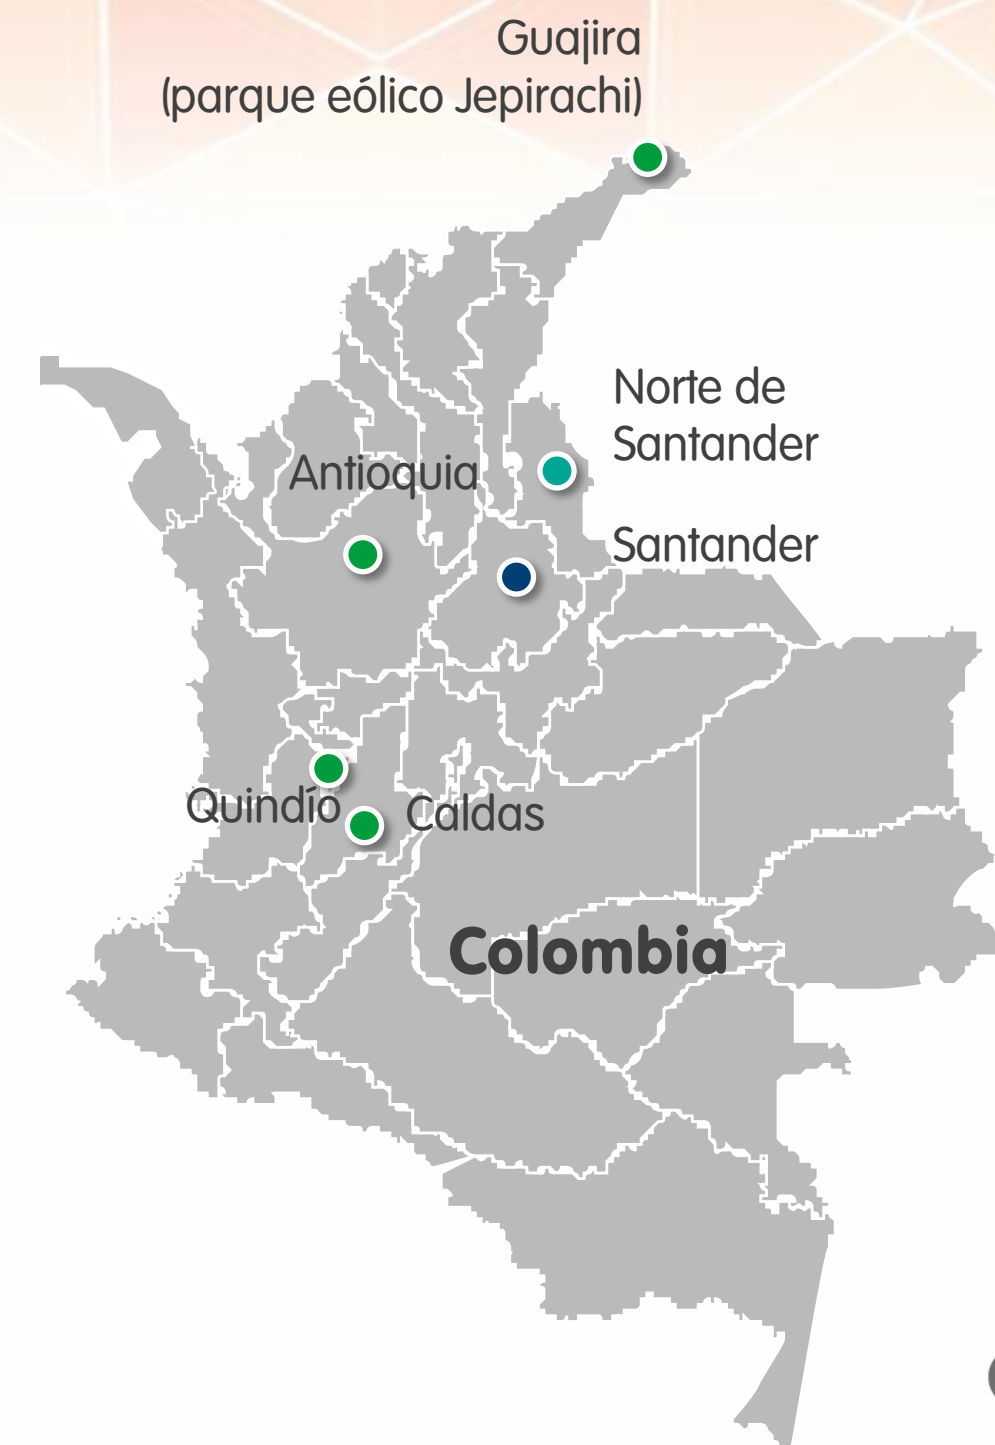 Guajira
(parque eólico Jepirachi)
Norte de
Santander
Antioquia
Santander
Quindío
Caldas
Colombia